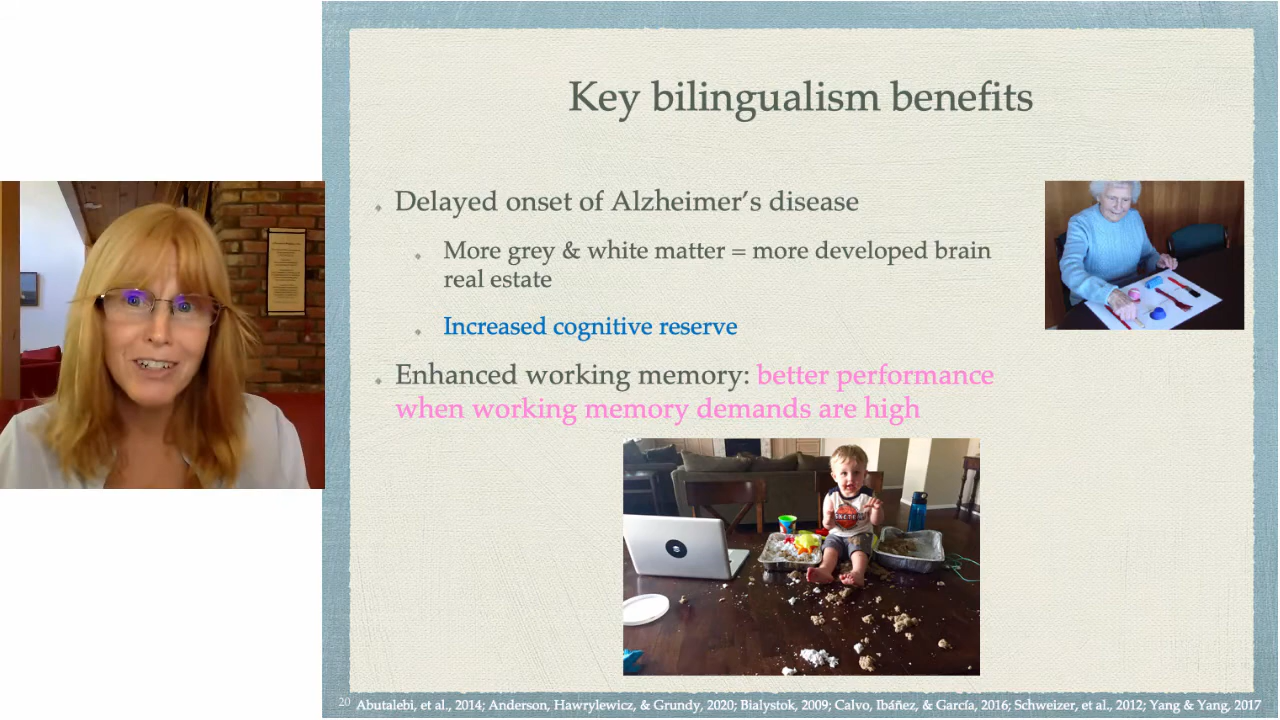 Key bilingualism benefits
Delayed onset of Alzheimer's disease
More grey & white matter = more developed brain
real estate
Increased cognitive reserve
Enhanced working memory: better performance
when working memory demands are high
20
Abutalebi, et al., 2014; Anderson, Hawrylewicz, & Grundy, 2020; Bialystok, 2009; Calvo, Ibáñez, & García, 2016; Schweizer, et al., 2012; Yang & Yang, 2017